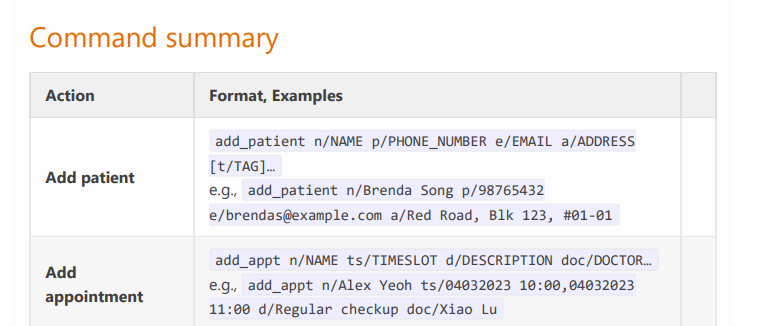 Command summary
Action Format, Examples
add_patient n/NAME p/PHONE_NUMBER e/EMAIL a/ADDRESS
[t/TAG]…
Add patient
e.g., add_patient n/Brenda Song p/98765432
e/brendas@example.com a/Red Road, Blk 123, #01-01
add_appt n/NAME ts/TIMESLOT d/DESCRIPTION doc/DOCTOR…
Add
appointment
e.g., add_appt n/Alex Yeoh ts/04032023 10:00,04032023
11:00 d/Regular checkup doc/Xiao Lu